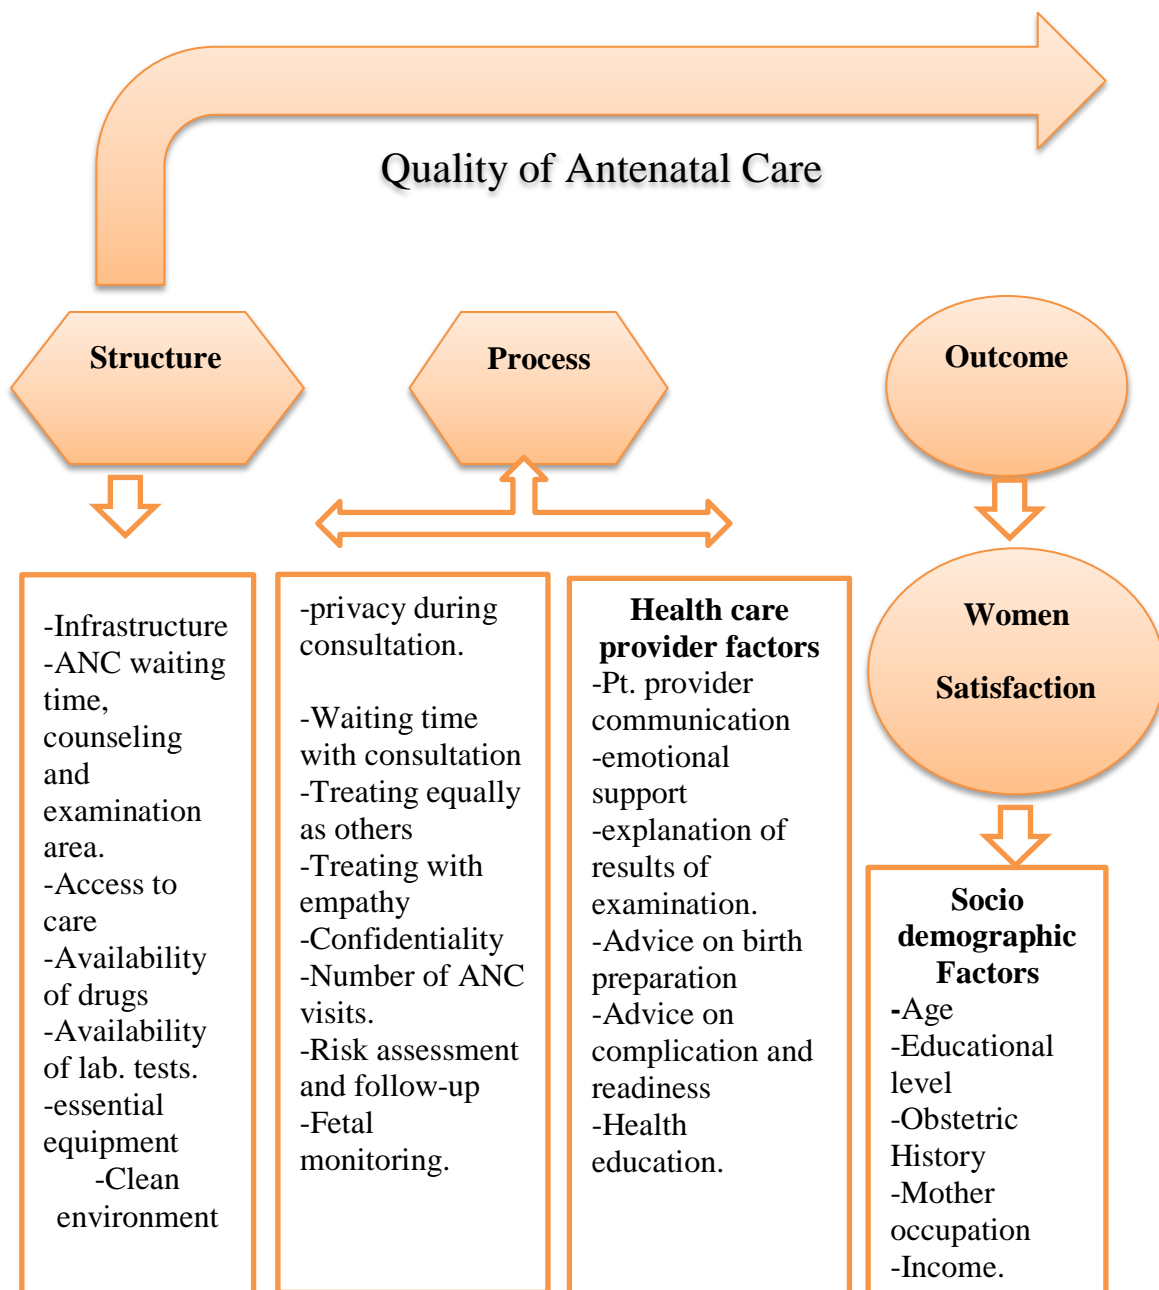 Quality of Antenatal Care
Structure
Process
Outcome
-Infrastructure
-ANC waiting
time,
counseling
and
examination
area.
-Access to
care
-Availability
of drugs
-Availability
of lab. tests.
-essential
equipment
-Clean
environment
-privacy during
consultation.
-Waiting time
with consultation
-Treating equally
as others
-Treating with
empathy
-Confidentiality
-Number of ANC
visits.
-Risk assessment
and follow-up
-Fetal
monitoring.
Health care
provider factors
-Pt. provider
communication
-emotional
support
-explanation of
results of
examination.
-Advice on birth
preparation
-Advice on
complication and
readiness
-Health
education.
Women
Satisfaction
Socio
demographic
Factors
-Age
-Educational
level
-Obstetric
History
-Mother
occupation
-Income.